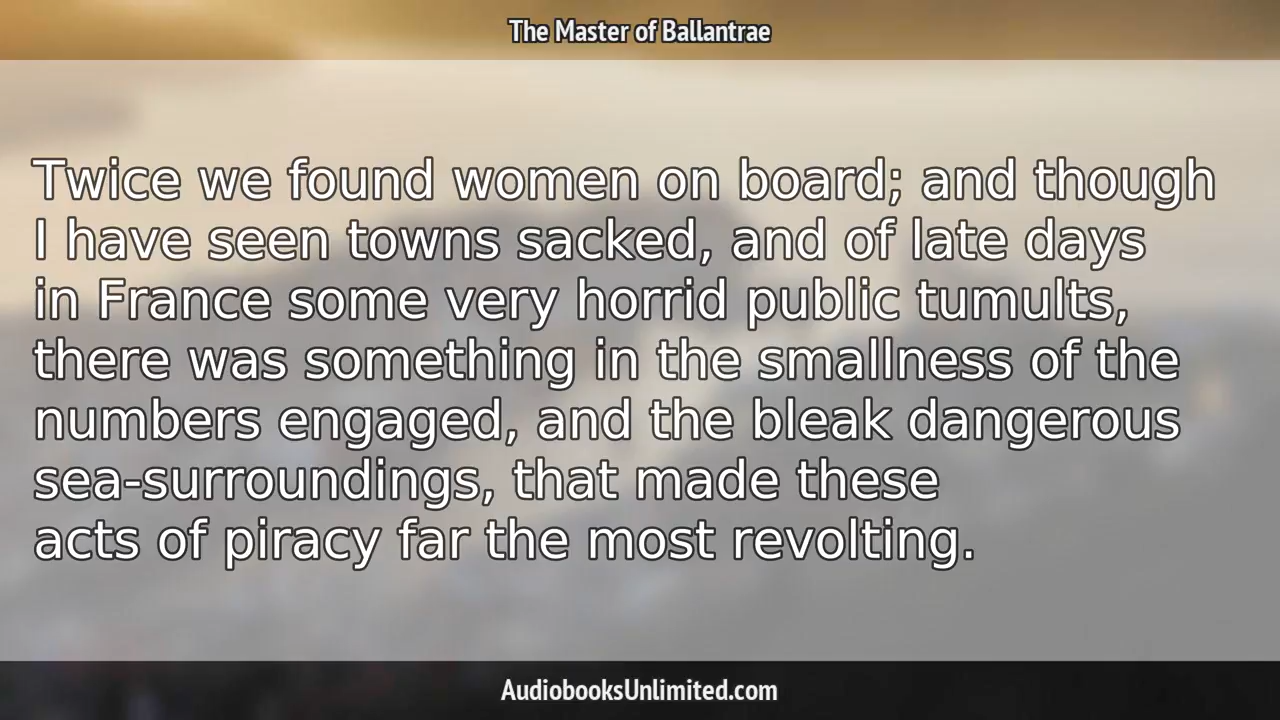 The Master of Ballantrae
Twice we found women on board; and though
I have seen towns sacked, and of late days
in France some very horrid public tumults,
there was something in the smallness of the
numbers engaged, and the bleak dangerous
sea-surroundings, that made these
acts of piracy far the most revolting.
AudiobooksUnlimited.com